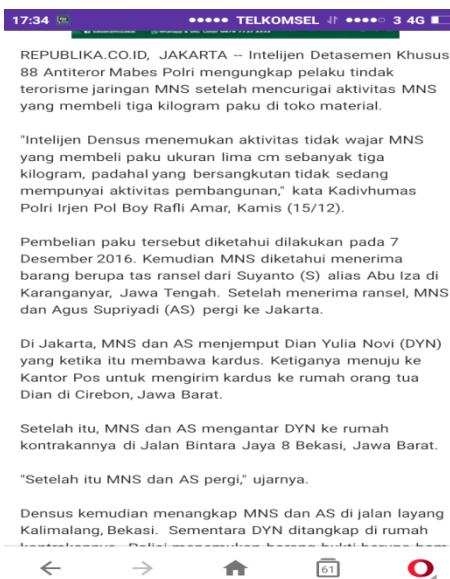 17:34 ●●●●● TELKOMSEL ●●●●○ 3 4G
REPUBLIKA.CO.ID, JAKARTA -- Intelijen Detasemen Khusus
88 Antiteror Mabes Polri mengungkap pelaku tindak
terorisme jaringan MNS setelah mencurigai aktivitas MNS
yang membeli tiga kilogram paku di toko material.
"Intelijen Densus menemukan aktivitas tidak wajar MNS
yang membeli paku ukuran lima cm sebanyak tiga
kilogram, padahal yang bersangkutan tidak sedang
mempunyai aktivitas pembangunan," kata Kadivhumas
Polri Irjen Pol Boy Rafli Amar, Kamis (15/12).
Pembelian paku tersebut diketahui dilakukan pada 7
Desember 2016. Kemudian MNS diketahui menerima
barang berupa tas ransel dari Suyanto (S) alias Abu Iza di
Karanganyar, Jawa Tengah. Setelah menerima ransel, MNS
dan Agus Supriyadi (AS) pergi ke Jakarta.
Di Jakarta, MNS dan AS menjemput Dian Yulia Novi (DYN)
yang ketika itu membawa kardus. Ketiganya menuju ke
Kantor Pos untuk mengirim kardus ke rumah orang tua
Dian di Cirebon, Jawa Barat.
Setelah itu, MNS dan AS mengantar DYN ke rumah
kontrakannya di Jalan Bintara Jaya 8 Bekasi, Jawa Barat.
"Setelah itu MNS dan AS pergi," ujarnya.
Densus kemudian menangkap MNS dan AS di jalan layang
Kalimalang, Bekasi. Sementara DYN ditangkap di rumah
61